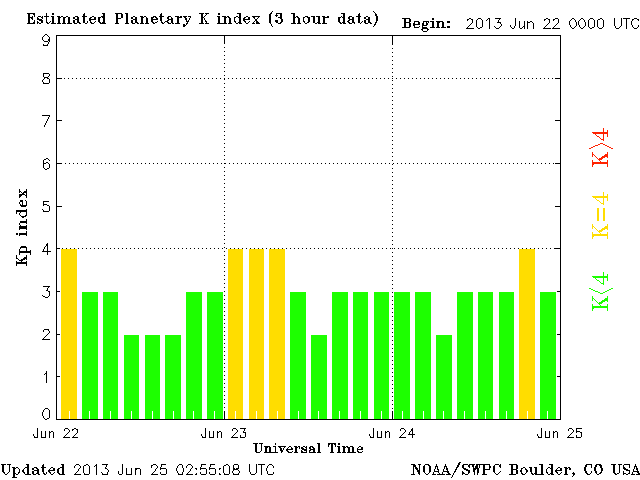 Estimated Planetary K index (3 hour data) Begin: 2013 Jun 22 0000 UTC
9
8
7
6
5
4
3
2
1
0
Kp index
K>4
K=4
K<4
Jun 22 Jun 23 Jun 24 Jun 25
Universal Time
Updated 2013 Jun 25 02:55:08 UTC NOAA/SWPC Boulder, CO USA